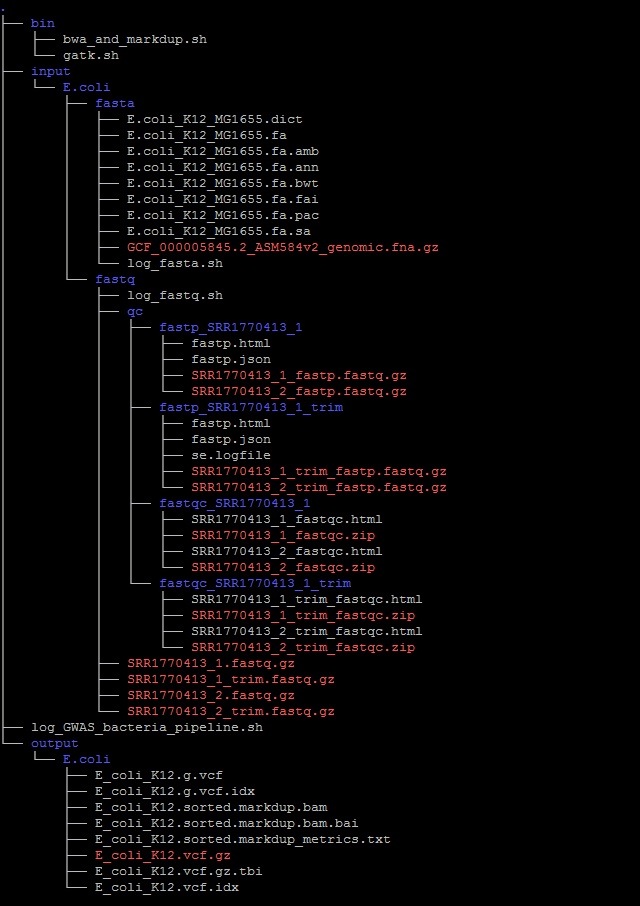 .
├── bin
│   ├── bwa_and_markdup.sh
│   └── gatk.sh
├── input
│   └── E.coli
│       ├── fasta
│       │   ├── E.coli_K12_MG1655.dict
│       │   ├── E.coli_K12_MG1655.fa
│       │   ├── E.coli_K12_MG1655.fa.amb
│       │   ├── E.coli_K12_MG1655.fa.ann
│       │   ├── E.coli_K12_MG1655.fa.bwt
│       │   ├── E.coli_K12_MG1655.fa.fai
│       │   ├── E.coli_K12_MG1655.fa.pac
│       │   ├── E.coli_K12_MG1655.fa.sa
│       │   ├── GCF_000005845.2_ASM584v2_genomic.fna.gz
│       │   └── log_fasta.sh
│       └── fastq
│           ├── log_fastq.sh
│           ├── qc
│           │   ├── fastp_SRR1770413_1
│           │   │   ├── fastp.html
│           │   │   ├── fastp.json
│           │   │   ├── SRR1770413_1_fastp.fastq.gz
│           │   │   └── SRR1770413_2_fastp.fastq.gz
│           │   ├── fastp_SRR1770413_1_trim
│           │   │   ├── fastp.html
│           │   │   ├── fastp.json
│           │   │   ├── se.logfile
│           │   │   ├── SRR1770413_1_trim_fastp.fastq.gz
│           │   │   └── SRR1770413_2_trim_fastp.fastq.gz
│           │   ├── fastqc_SRR1770413_1
│           │   │   ├── SRR1770413_1_fastqc.html
│           │   │   ├── SRR1770413_1_fastqc.zip
│           │   │   ├── SRR1770413_2_fastqc.html
│           │   │   └── SRR1770413_2_fastqc.zip
│           │   └── fastqc_SRR1770413_1_trim
│           │       ├── SRR1770413_1_trim_fastqc.html
│           │       ├── SRR1770413_1_trim_fastqc.zip
│           │       ├── SRR1770413_2_trim_fastqc.html
│           │       └── SRR1770413_2_trim_fastqc.zip
│           ├── SRR1770413_1.fastq.gz
│           ├── SRR1770413_1_trim.fastq.gz
│           ├── SRR1770413_2.fastq.gz
│           └── SRR1770413_2_trim.fastq.gz
├── log_GWAS_bacteria_pipeline.sh
└── output
    └── E.coli
        ├── E_coli_K12.g.vcf
        ├── E_coli_K12.g.vcf.idx
        ├── E_coli_K12.sorted.markdup.bam
        ├── E_coli_K12.sorted.markdup.bam.bai
        ├── E_coli_K12.sorted.markdup_metrics.txt
        ├── E_coli_K12.vcf.gz
        ├── E_coli_K12.vcf.gz.tbi
        └── E_coli_K12.vcf.idx